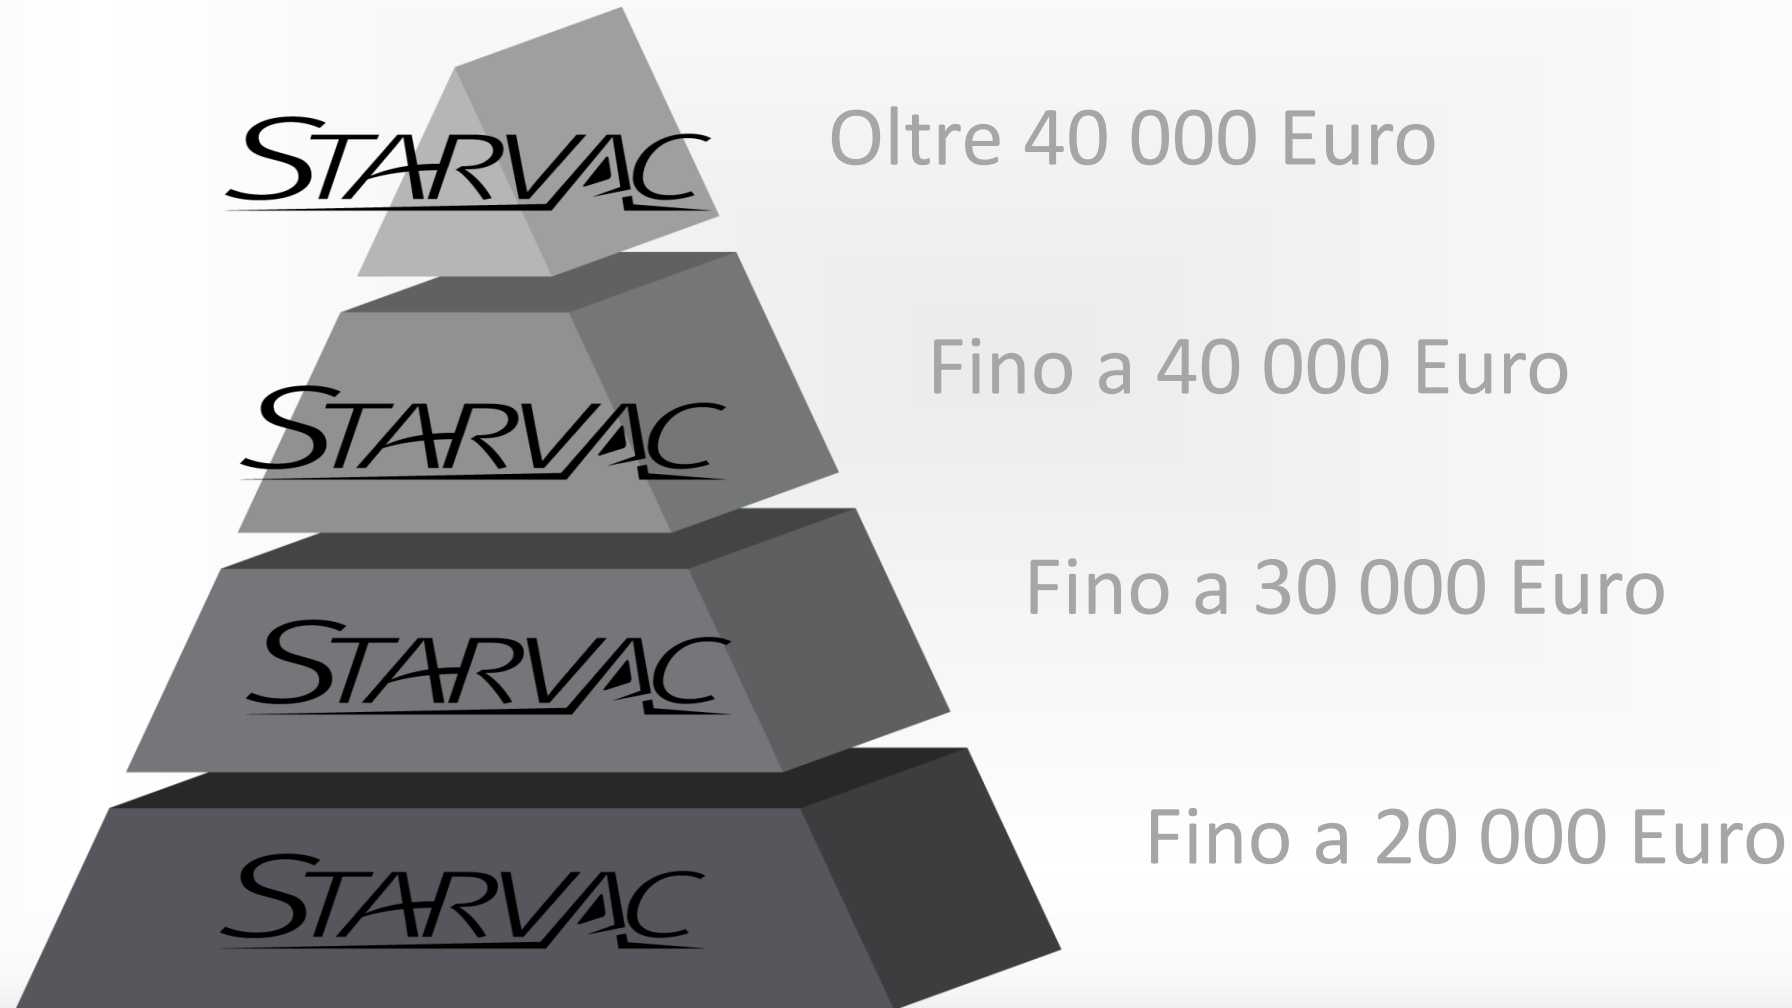 STARVAC
Oltre 40 000 Euro
STARVAC
Fino a 40 000 Euro
STARVAC
Fino a 30 000 Euro
STARVAC
Fino a 20 000 Euro